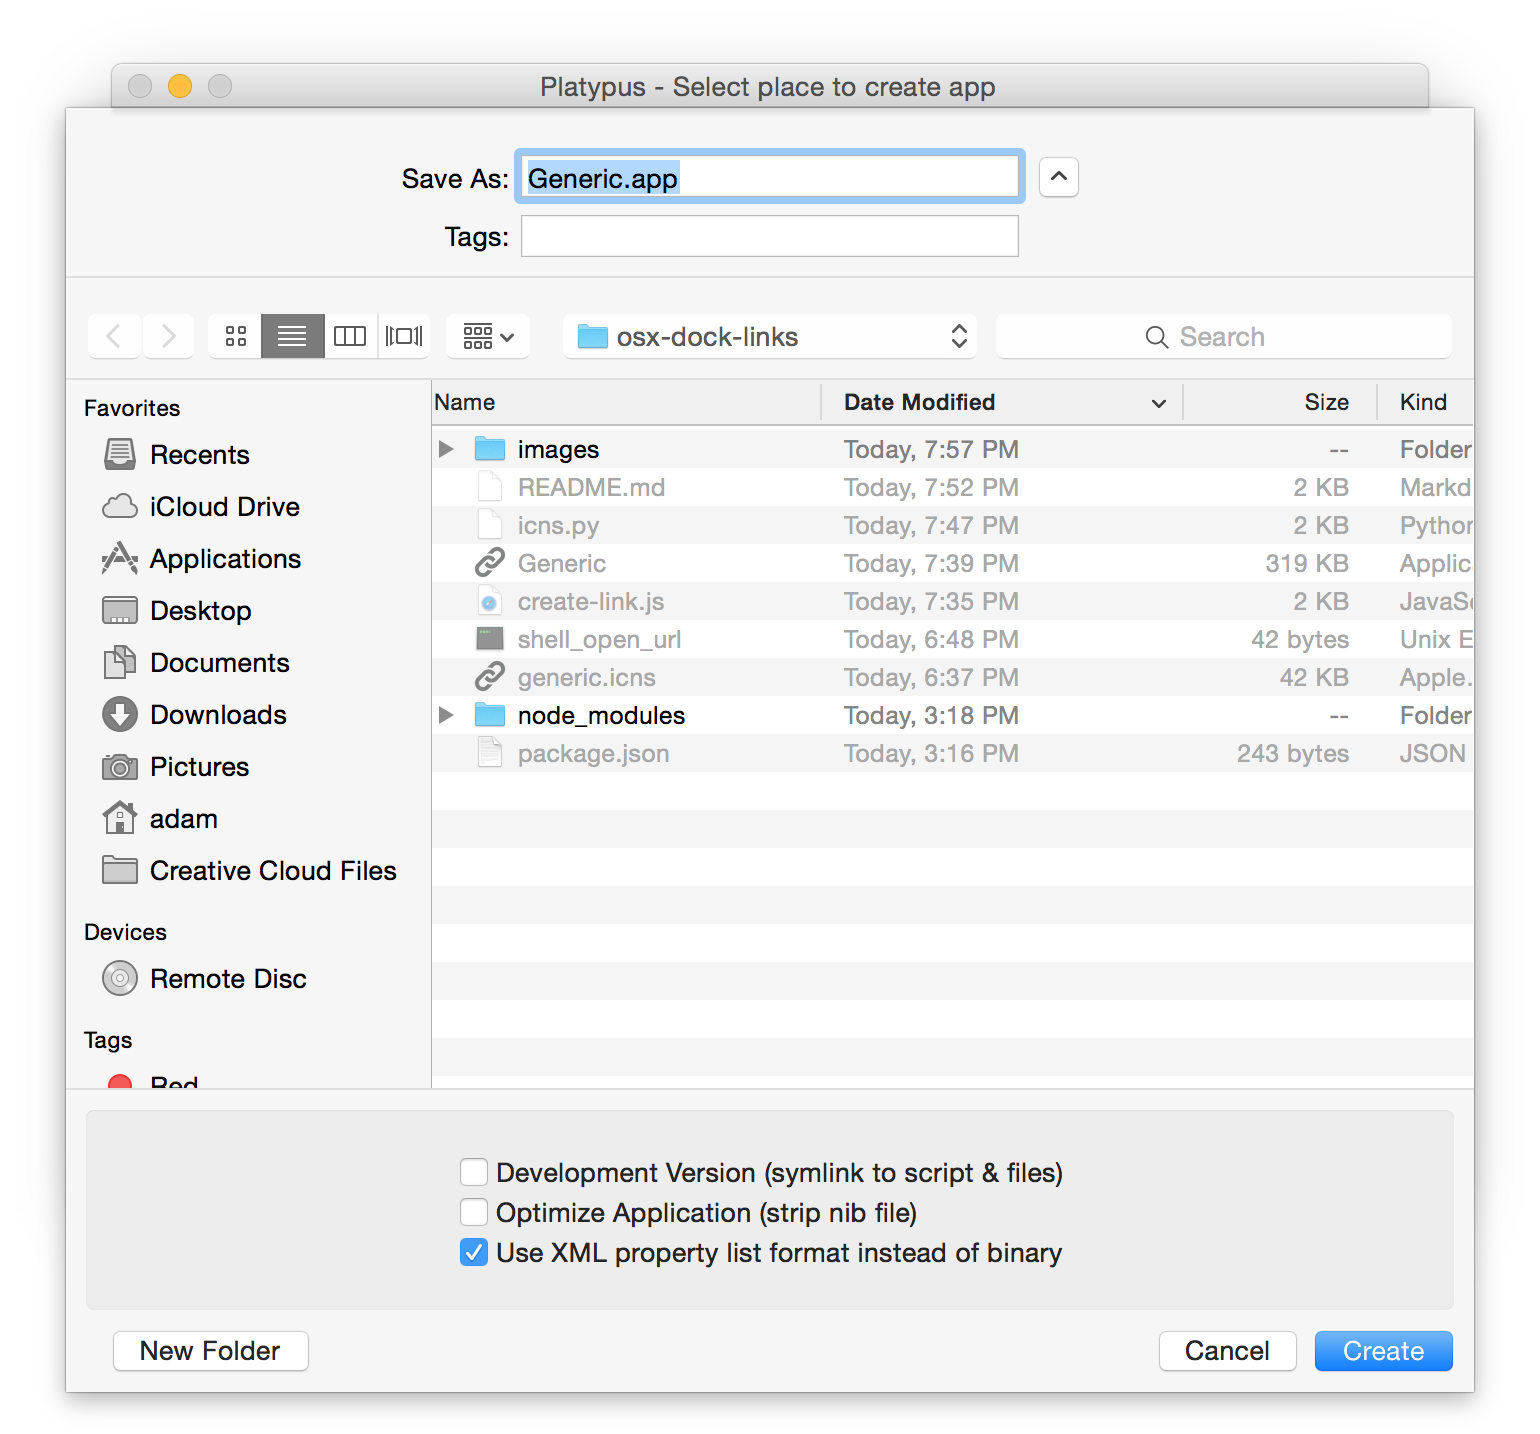 Platypus - Select place to create app
Save As: Generic.app
Tags:
osx-dock-links
Search
Favorites
Recents
iCloud Drive
Applications
Desktop
Documents
Downloads
Pictures
adam
Creative Cloud Files
Devices
Remote Disc
Tags
Red
Name Date Modified Size Kind
images Today, 7:57 PM -- Folder
README.md Today, 7:52 PM 2 KB Markd
icns.py Today, 7:47 PM 2 KB Python
Generic Today, 7:39 PM 319 KB Applic
create-link.js Today, 7:35 PM 2 KB JavaSc
shell_open_url Today, 6:48 PM 42 bytes Unix E
generic.icns Today, 6:37 PM 42 KB Apple.
node_modules Today, 3:18 PM -- Folder
package.json Today, 3:16 PM 243 bytes JSON
Development Version (symlink to script & files)
Optimize Application (strip nib file)
Use XML property list format instead of binary
New Folder
Cancel
Create